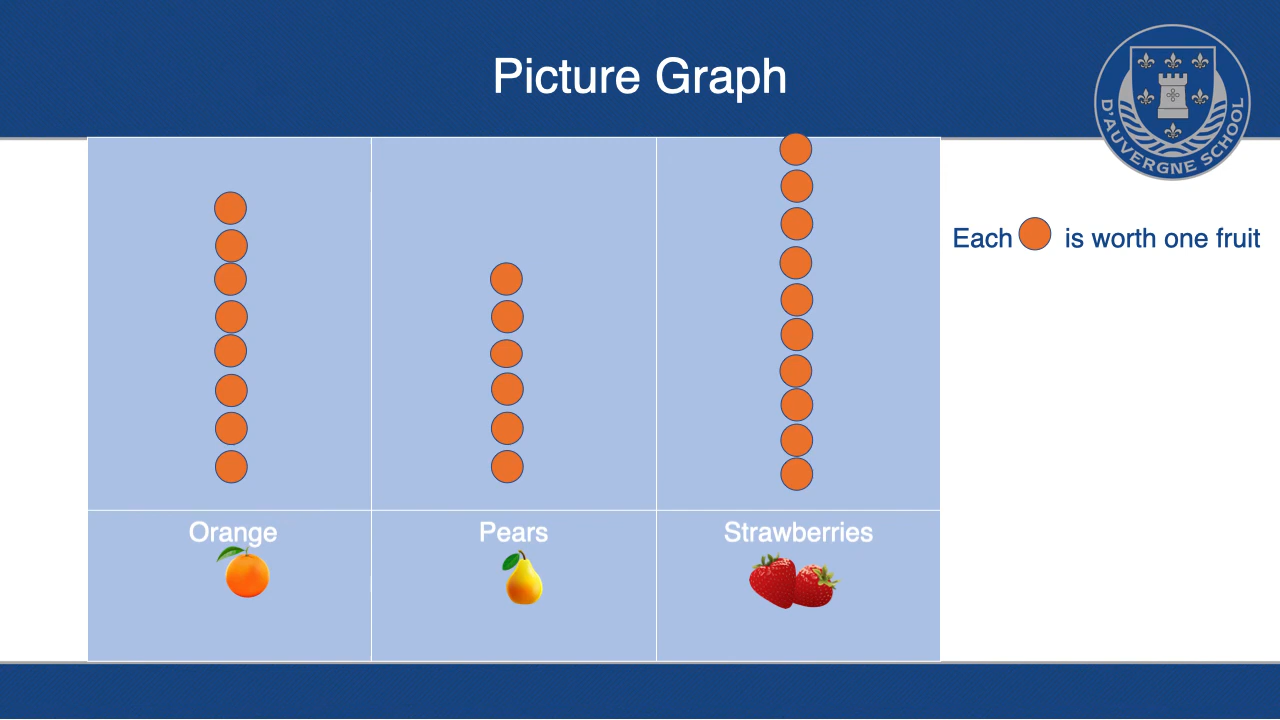 Picture Graph
D'AUVERGNE SCHOOL
Each is worth one fruit
Orange
Pears
Strawberries